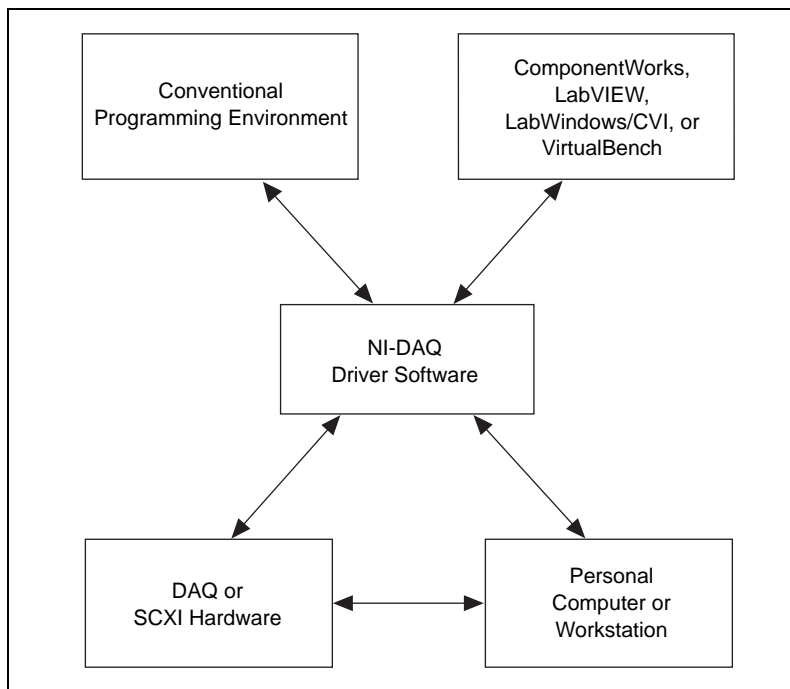 Conventional
Programming Environment
ComponentWorks,
LabVIEW,
LabWindows/CVI, or
VirtualBench
NI-DAQ
Driver Software
DAQ or
SCXI Hardware
Personal
Computer or
Workstation